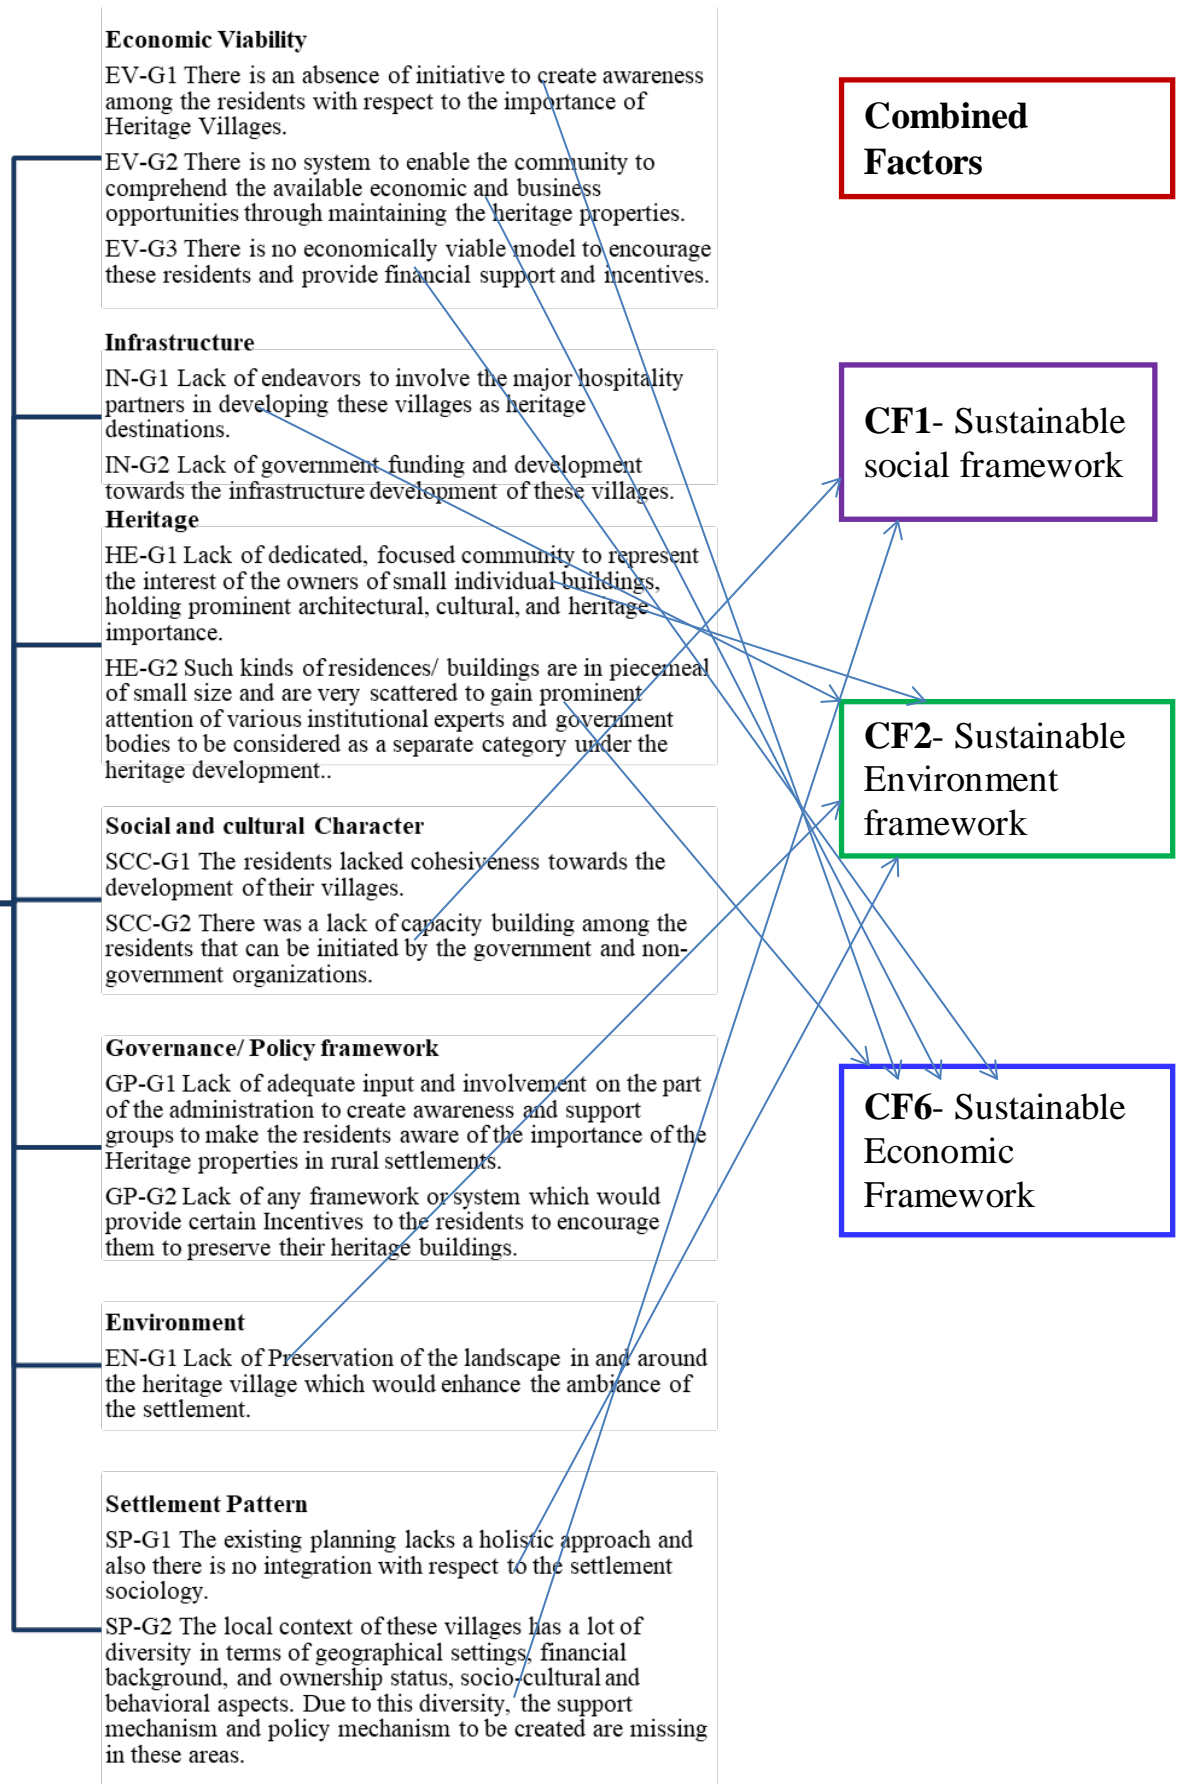 Economic Viability
EV-G1 There is an absence of initiative to create awareness
among the residents with respect to the importance of
Heritage Villages.
EV-G2 There is no system to enable the community to
comprehend the available economic and business
opportunities through maintaining the heritage properties.
EV-G3 There is no economically viable model to encourage
these residents and provide financial support and incentives.
Infrastructure
IN-G1 Lack of endeavors to involve the major hospitality
partners in developing these villages as heritage
destinations.
IN-G2 Lack of government funding and development
towards the infrastructure development of these villages.
Heritage
HE-G1 Lack of dedicated, focused community to represent
the interest of the owners of small individual buildings,
holding prominent architectural, cultural, and heritage
importance.
HE-G2 Such kinds of residences/ buildings are in piecemeal
of small size and are very scattered to gain prominent
attention of various institutional experts and government
bodies to be considered as a separate category under the
heritage development..
Social and cultural Character
SCC-G1 The residents lacked cohesiveness towards the
development of their villages.
SCC-G2 There was a lack of capacity building among the
residents that can be initiated by the government and non-
government organizations.
Governance/ Policy framework
GP-G1 Lack of adequate input and involvement on the part
of the administration to create awareness and support
groups to make the residents aware of the importance of the
Heritage properties in rural settlements.
GP-G2 Lack of any framework or system which would
provide certain Incentives to the residents to encourage
them to preserve their heritage buildings.
Environment
EN-G1 Lack of Preservation of the landscape in and around
the heritage village which would enhance the ambiance of
the settlement.
Settlement Pattern
SP-G1 The existing planning lacks a holistic approach and
also there is no integration with respect to the settlement
sociology.
SP-G2 The local context of these villages has a lot of
diversity in terms of geographical settings, financial
background, and ownership status, socio-cultural and
behavioral aspects. Due to this diversity, the support
mechanism and policy mechanism to be created are missing
in these areas.
Combined
Factors
CF1- Sustainable
social framework
CF2- Sustainable
Environment
framework
CF6- Sustainable
Economic
Framework